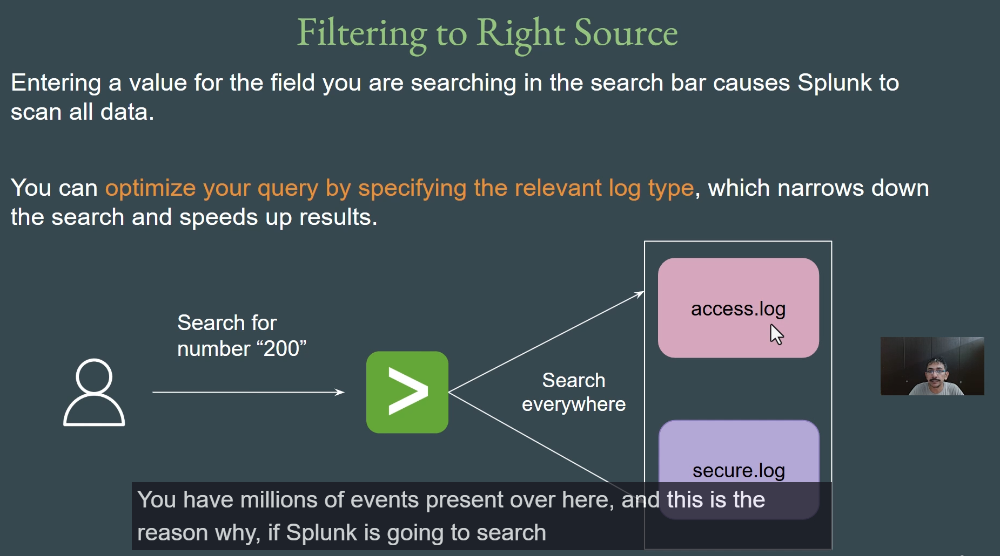 Filtering to Right Source
Entering a value for the field you are searching in the search bar causes Splunk to
scan all data.
You can optimize your query by specifying the relevant log type, which narrows down
the search and speeds up results.
Search for
number “200”
>
Search
everywhere
access.log
secure.log
You have millions of events present over here, and this is the
reason why, if Splunk is going to search